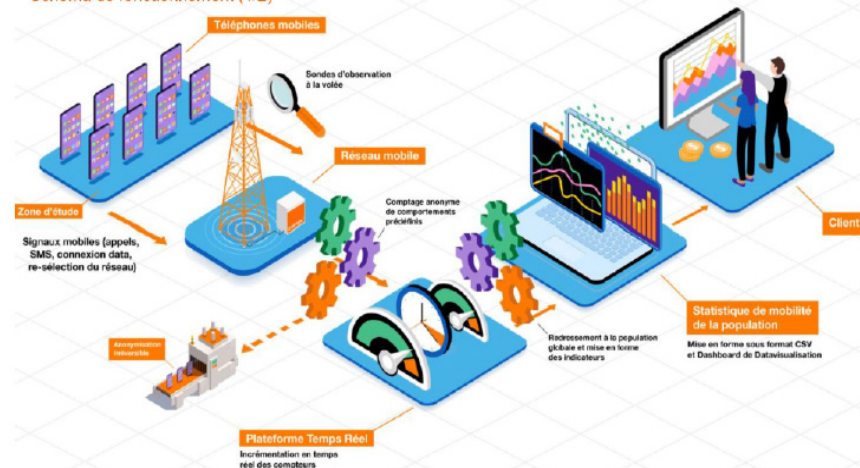 Téléphones mobiles
Sondes d'observation
à la volée
Réseau mobile
Zone d'étude
Signaux mobiles (appels,
SMS, connexion data,
re-sélection du réseau)
Comptage anonyme
de comportements
prédéfinis
Anonymisation
irréversible
Plateforme Temps Réel
Incrémentation en temps
réel des compteurs
Redressement à la population
globale et mise en forme
des indicateurs
Statistique de mobilité
de la population
Mise en forme sous format CSV
et Dashboard de Datavisualisation
Client